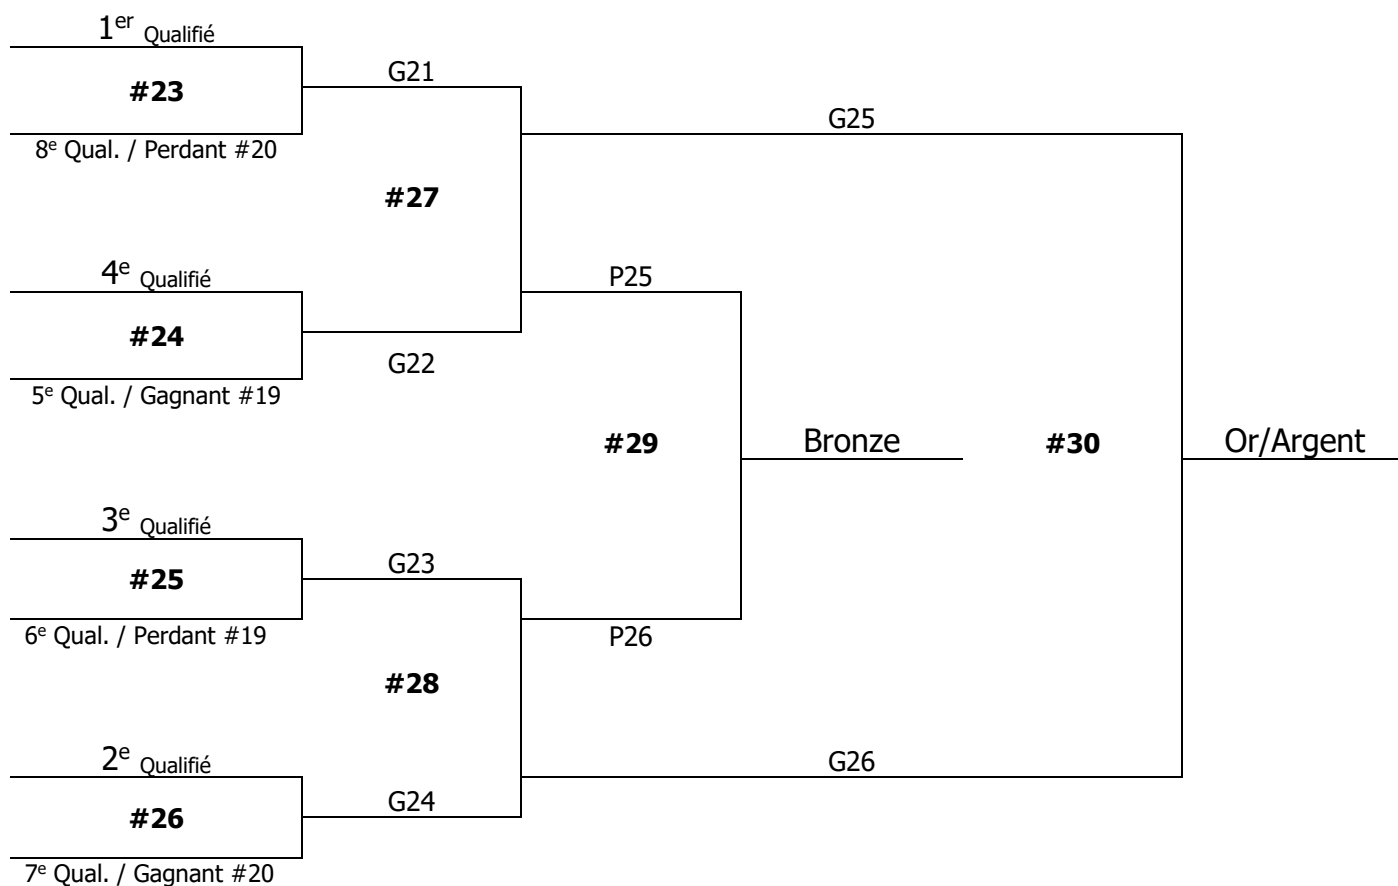 1er Qualifié
#23
8e Qual. / Perdant #20
G21
G25
#27
4e Qualifié
#24
5e Qual. / Gagnant #19
G22
P25
#29
Bronze
#30
Or/Argent
3e Qualifié
#25
6e Qual. / Perdant #19
G23
P26
#28
2e Qualifié
#26
7e Qual. / Gagnant #20
G24
G26